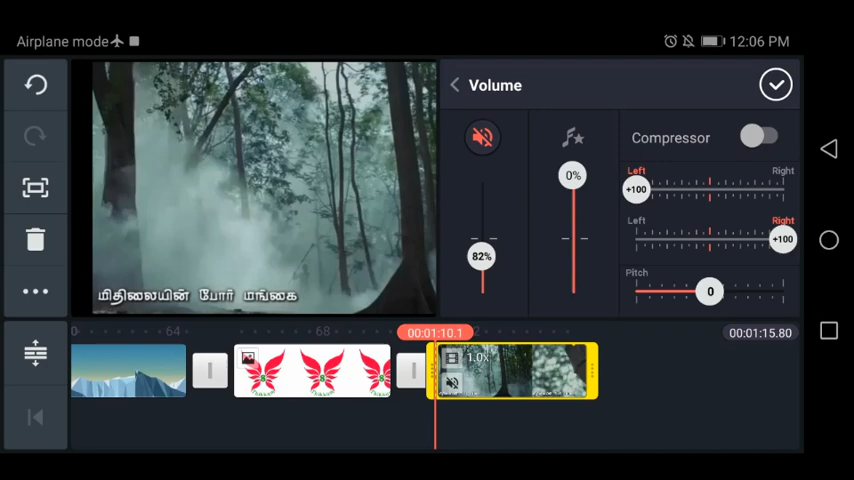 Airplane mode
12:06 PM
Volume
Compressor
0%
82%
Left
Right
+100
Left
Right
+100
Pitch
0
மிதிலையின் போர் மங்கை
64
68
00:01:10.1
00:01:15.80
1.0x